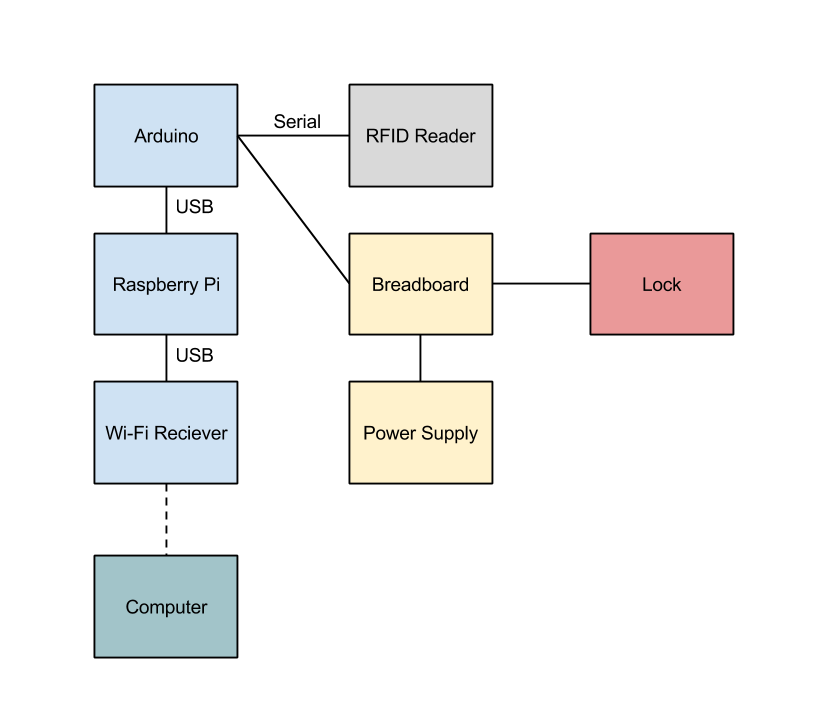 Arduino
Serial
RFID Reader
USB
Raspberry Pi
Breadboard
Lock
USB
Wi-Fi Reciever
Power Supply
Computer